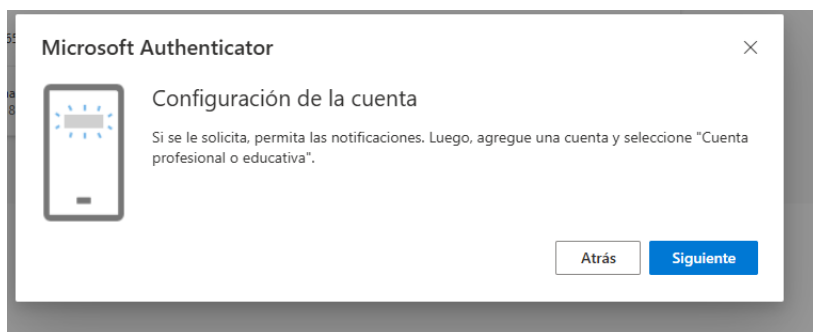 Microsoft Authenticator
Configuración de la cuenta
Si se le solicita, permita las notificaciones. Luego, agregue una cuenta y seleccione "Cuenta
profesional o educativa".
Atrás
Siguiente